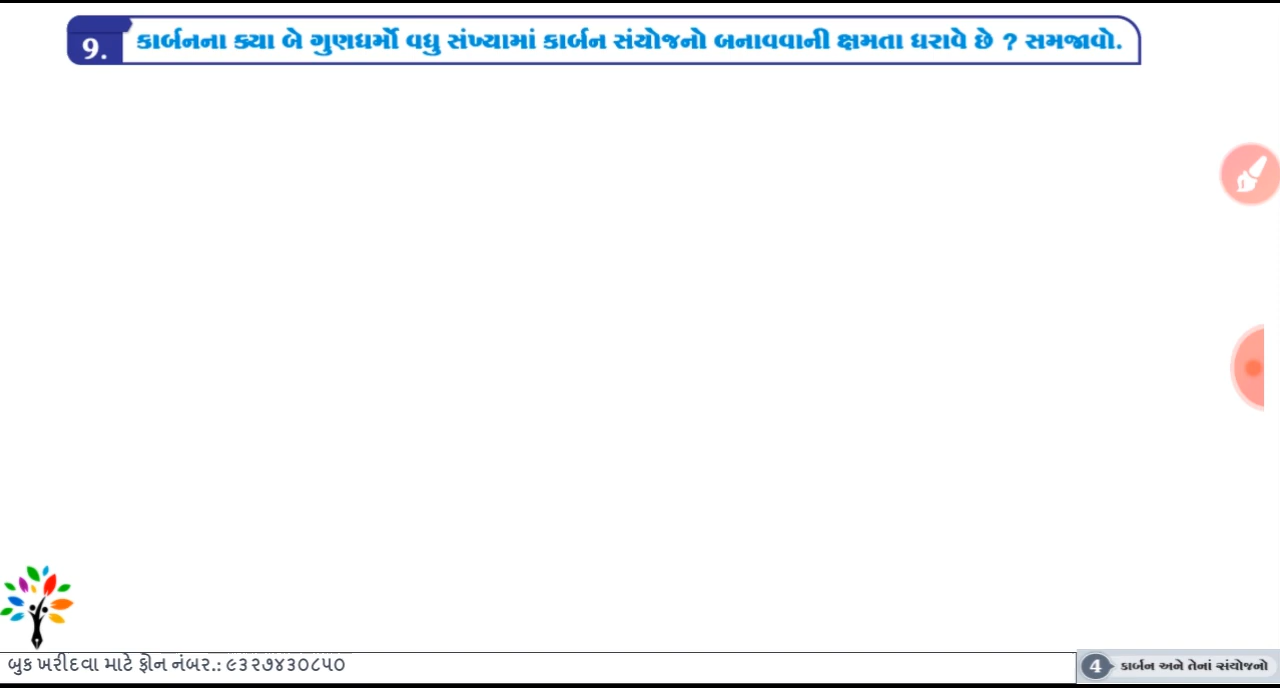 9. કાર્બનના ક્યા બે ગુણધર્મો વધુ સંખ્યામાં કાર્બન સંયોજનો બનાવવાની ક્ષમતા ધરાવે છે ? સમજાવો.
બુક ખરીદવા માટે ફોન નંબર.: ૯૩૨૭૪૩૦૮૫૦
4 કાર્બન અને તેનાં સંયોજનો